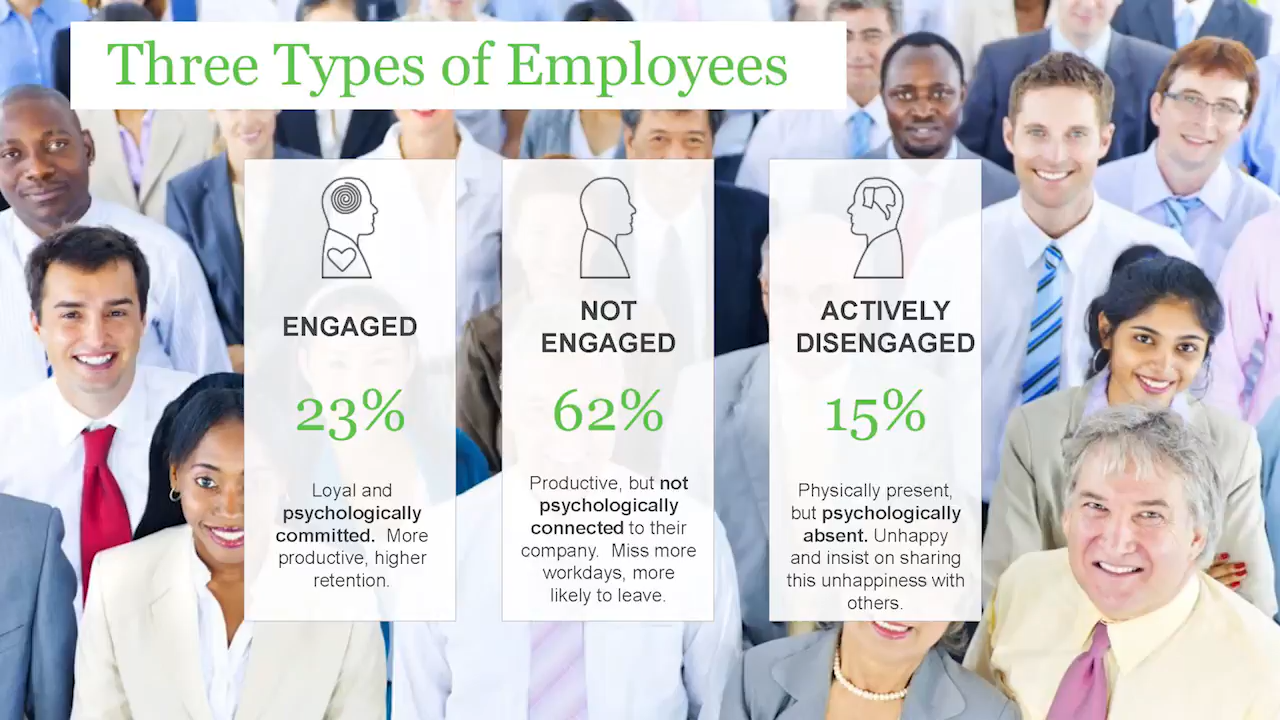 Three Types of Employees
ENGAGED
23%
Loyal and
psychologically
committed.  More
productive, higher
retention.
NOT
ENGAGED
62%
Productive, but not
psychologically
connected to their
company.  Miss more
workdays, more
likely to leave.
ACTIVELY
DISENGAGED
15%
Physically present,
but psychologically
absent. Unhappy
and insist on sharing
this unhappiness with
others.